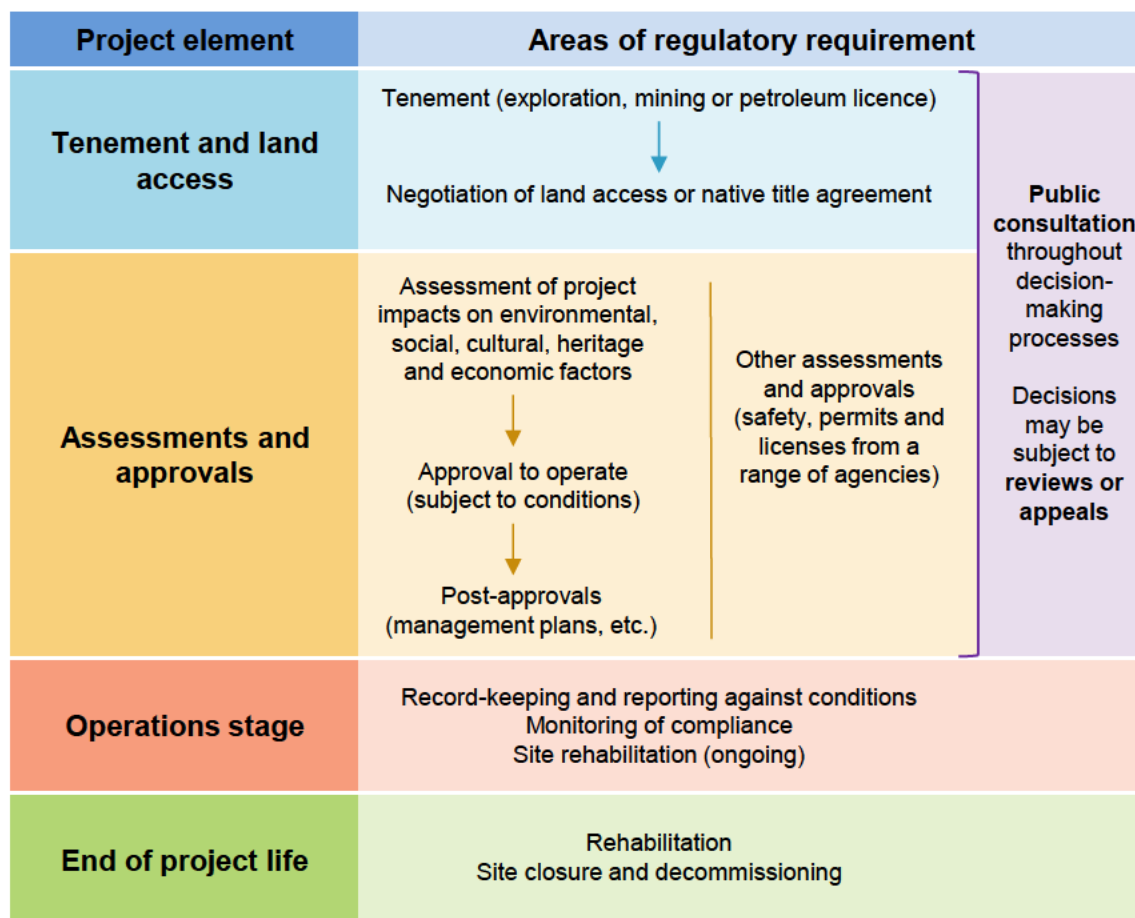 Project element
Areas of regulatory requirement
Tenement and land
access
Tenement (exploration, mining or petroleum licence)
Negotiation of land access or native title agreement
Assessments and
approvals
Assessment of project
impacts on environmental,
social, cultural, heritage
and economic factors
Approval to operate
(subject to conditions)
Post-approvals
(management plans, etc.)
Other assessments
and approvals
(safety, permits and
licenses from a
range of agencies)
Public
consultation
throughout
decision-
making
processes
Decisions
may be
subject to
reviews or
appeals
Operations stage
Record-keeping and reporting against conditions
Monitoring of compliance
Site rehabilitation (ongoing)
End of project life
Rehabilitation
Site closure and decommissioning